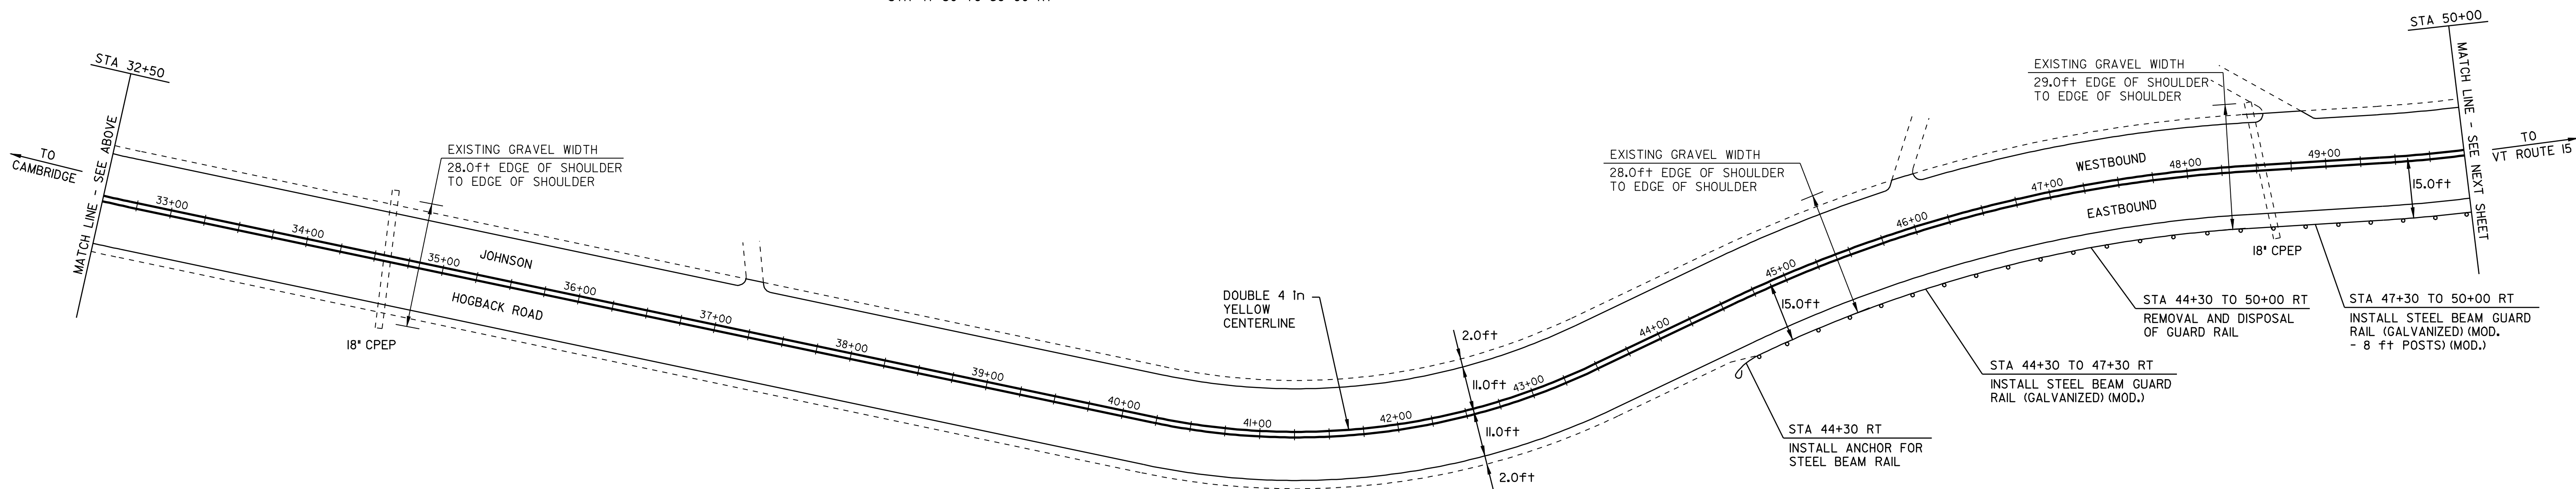 STA 32+50
MATCH LINE - SEE ABOVE
TO
CAMBRIDGE
33+00
34+00
35+00
36+00
37+00
38+00
39+00
40+00
41+00
42+00
43+00
44+00
45+00
46+00
47+00
48+00
49+00
EXISTING GRAVEL WIDTH
28.0ft EDGE OF SHOULDER
TO EDGE OF SHOULDER
18" CPEP
JOHNSON
HOGBACK ROAD
DOUBLE 4 in
YELLOW
CENTERLINE
2.0ft
11.0ft
11.0ft
2.0ft
EXISTING GRAVEL WIDTH
28.0ft EDGE OF SHOULDER
TO EDGE OF SHOULDER
15.0ft
STA 44+30 RT
INSTALL ANCHOR FOR
STEEL BEAM RAIL
STA 44+30 TO 47+30 RT
INSTALL STEEL BEAM GUARD
RAIL (GALVANIZED) (MOD.)
WESTBOUND
EASTBOUND
EXISTING GRAVEL WIDTH
29.0ft EDGE OF SHOULDER
TO EDGE OF SHOULDER
STA 44+30 TO 50+00 RT
REMOVAL AND DISPOSAL
OF GUARD RAIL
18" CPEP
STA 47+30 TO 50+00 RT
INSTALL STEEL BEAM GUARD
RAIL (GALVANIZED) (MOD.
- 8 ft POSTS) (MOD.)
15.0ft
STA 50+00
MATCH LINE - SEE NEXT SHEET
TO
VT ROUTE 15